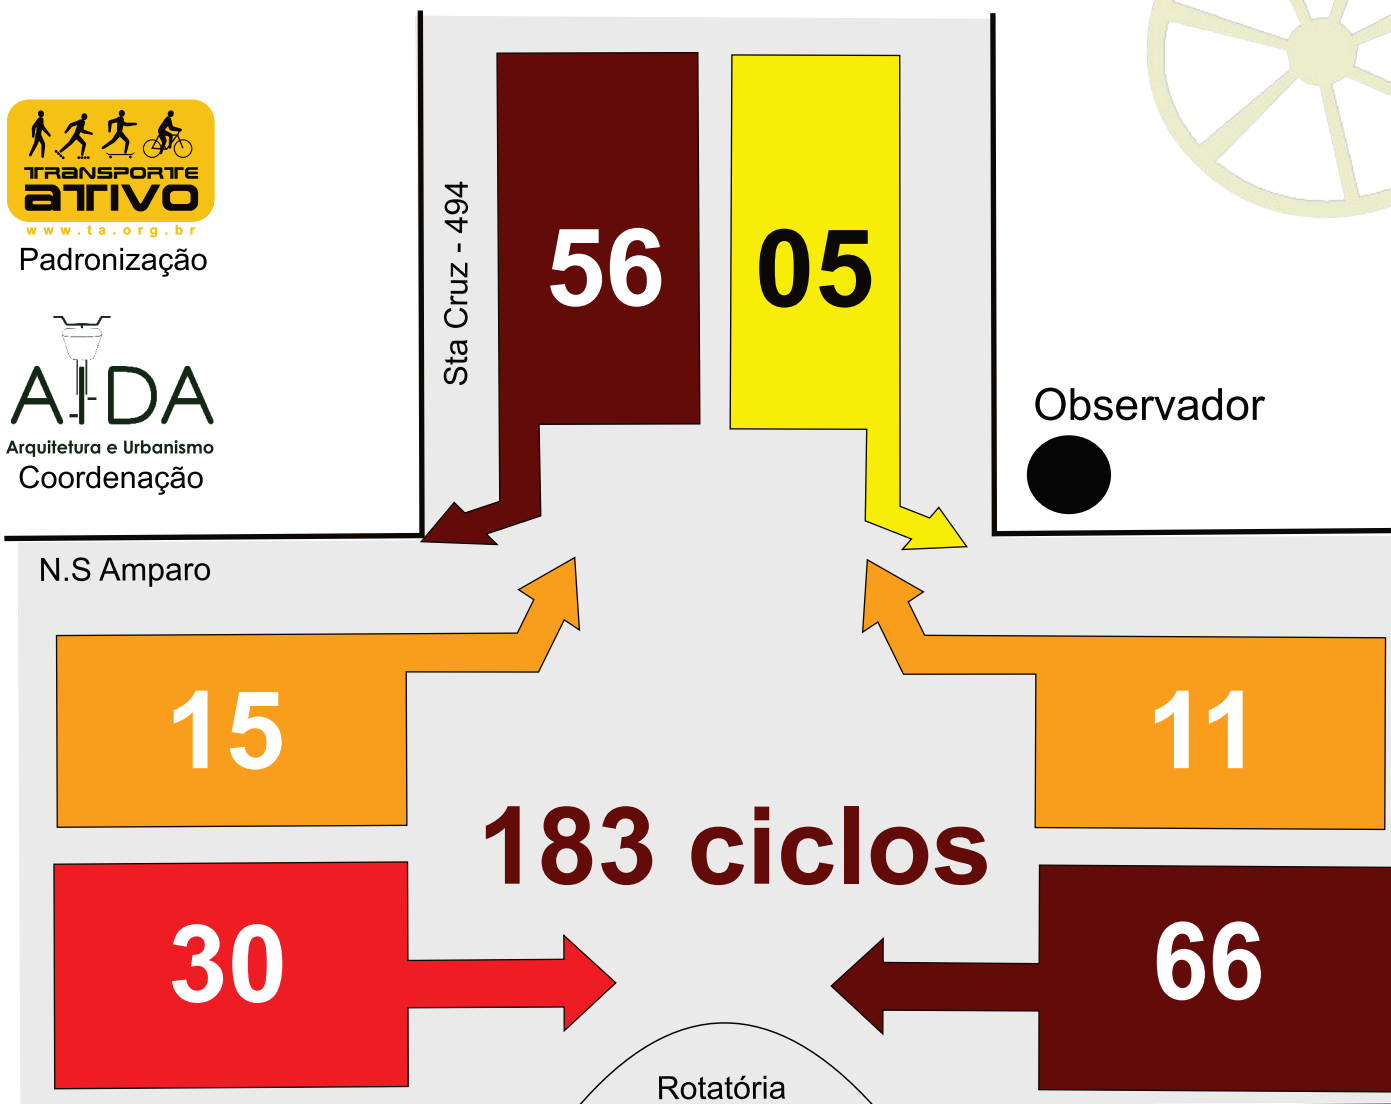 TRANSPORTE
ATIVO
www.ta.org.br
Padronização
AIDA
Arquitetura e Urbanismo
Coordenação
Sta Cruz - 494
56
05
Observador
N.S Amparo
15
11
183 ciclos
30
66
Rotatória